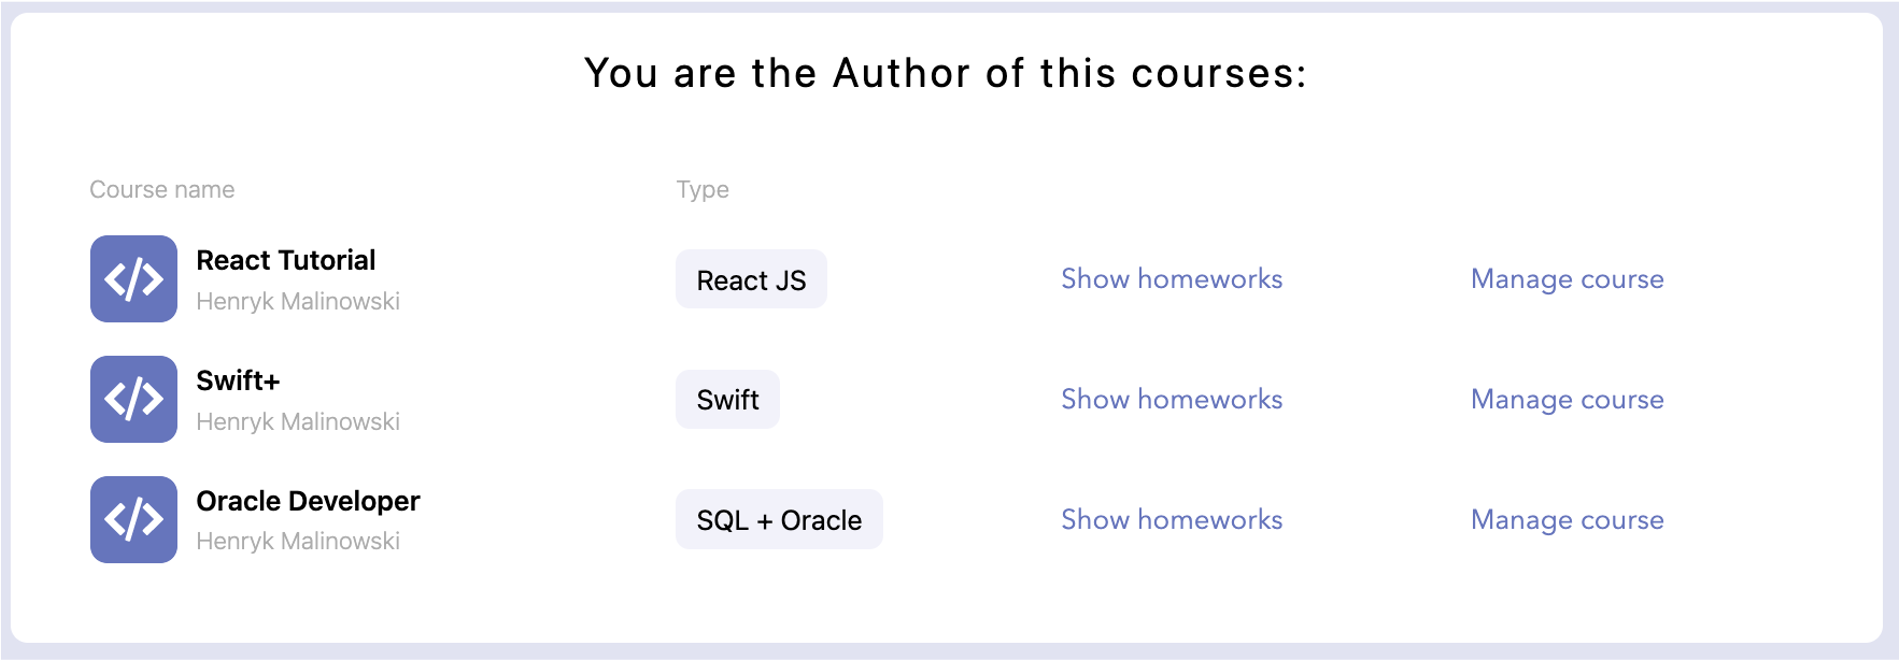 You are the Author of this courses:
Course name
Type
React Tutorial
Henryk Malinowski
React JS
Show homeworks
Manage course
Swift+
Henryk Malinowski
Swift
Show homeworks
Manage course
Oracle Developer
Henryk Malinowski
SQL + Oracle
Show homeworks
Manage course